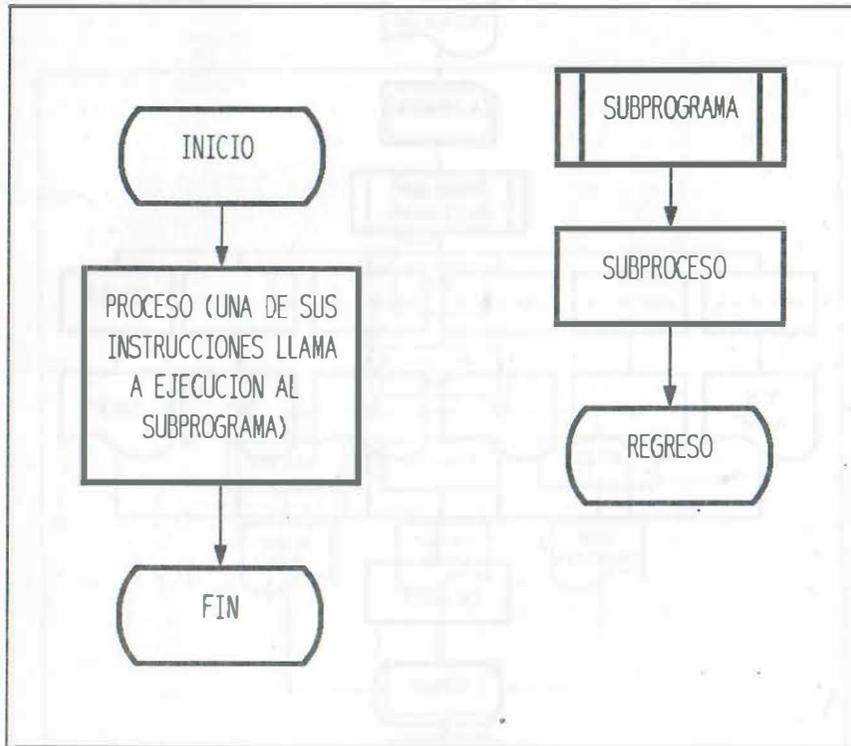 INICIO
PROCESO (UNA DE SUS
INSTRUCCIONES LLAMA
A EJECUCION AL
SUBPROGRAMA)
FIN
SUBPROGRAMA
SUBPROCESO
REGRESO